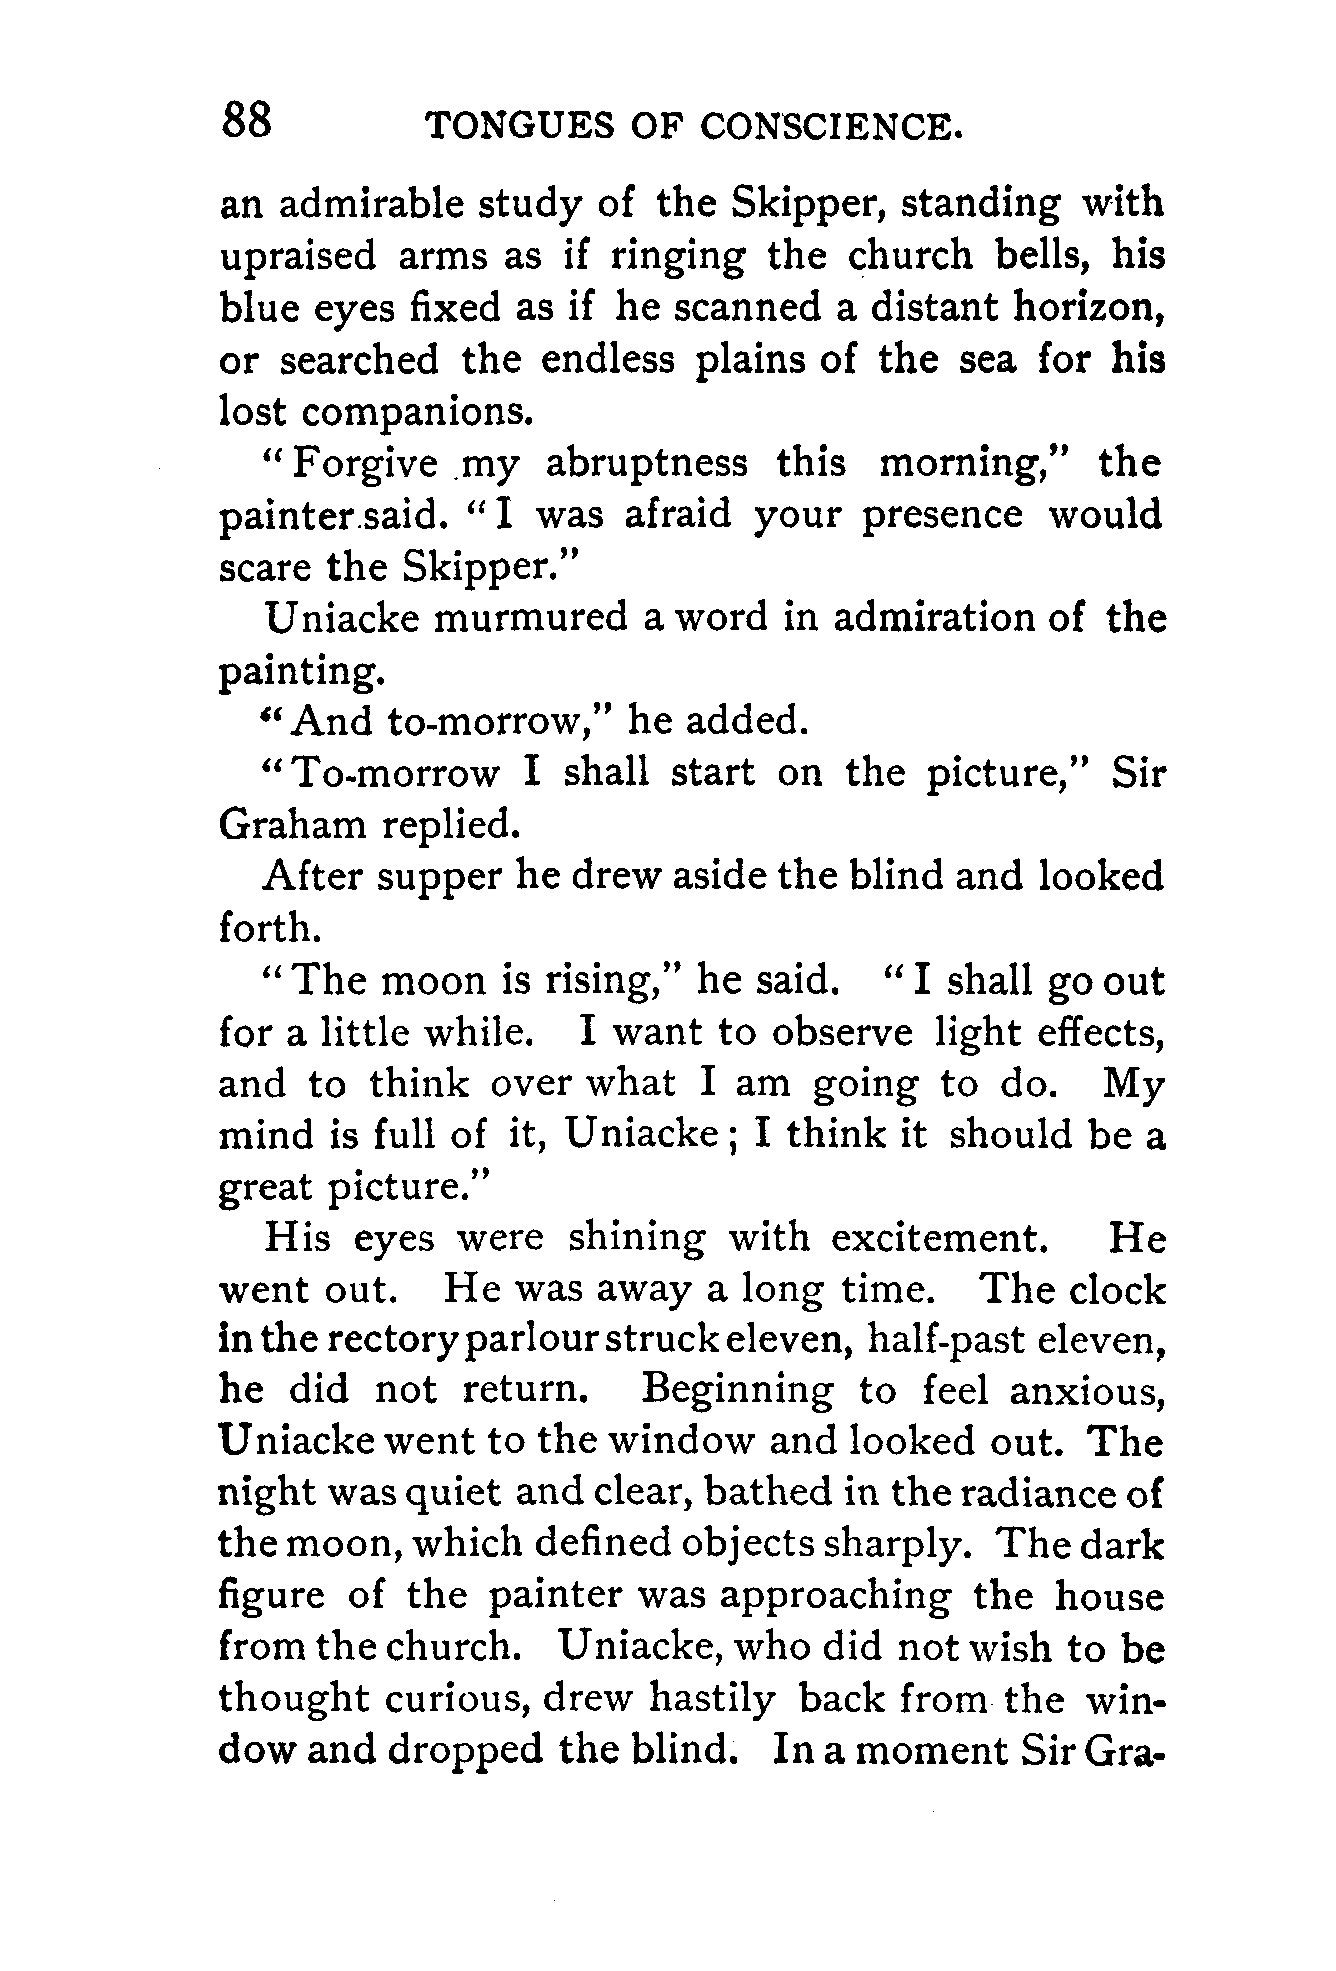 88 TONGUES OF CONSCIENCE.
an admirable study of the Skipper, standing with
upraised arms as if ringing the church bells, his
blue eyes fixed as if he scanned a distant horizon,
or searched the endless plains of the sea for his
lost companions.
"Forgive my abruptness this morning," the
painter said. "I was afraid your presence would
scare the Skipper."
Uniacke murmured a word in admiration of the
painting.
"And to-morrow," he added.
"To-morrow I shall start on the picture," Sir
Graham replied.
After supper he drew aside the blind and looked
forth.
"The moon is rising," he said. "I shall go out
for a little while. I want to observe light effects,
and to think over what I am going to do. My
mind is full of it, Uniacke; I think it should be a
great picture."
His eyes were shining with excitement. He
went out. He was away a long time. The clock
in the rectory parlour struck eleven, half-past eleven,
he did not return. Beginning to feel anxious,
Uniacke went to the window and looked out. The
night was quiet and clear, bathed in the radiance of
the moon, which defined objects sharply. The dark
figure of the painter was approaching the house
from the church. Uniacke, who did not wish to be
thought curious, drew hastily back from the win-
dow and dropped the blind. In a moment Sir Gra-